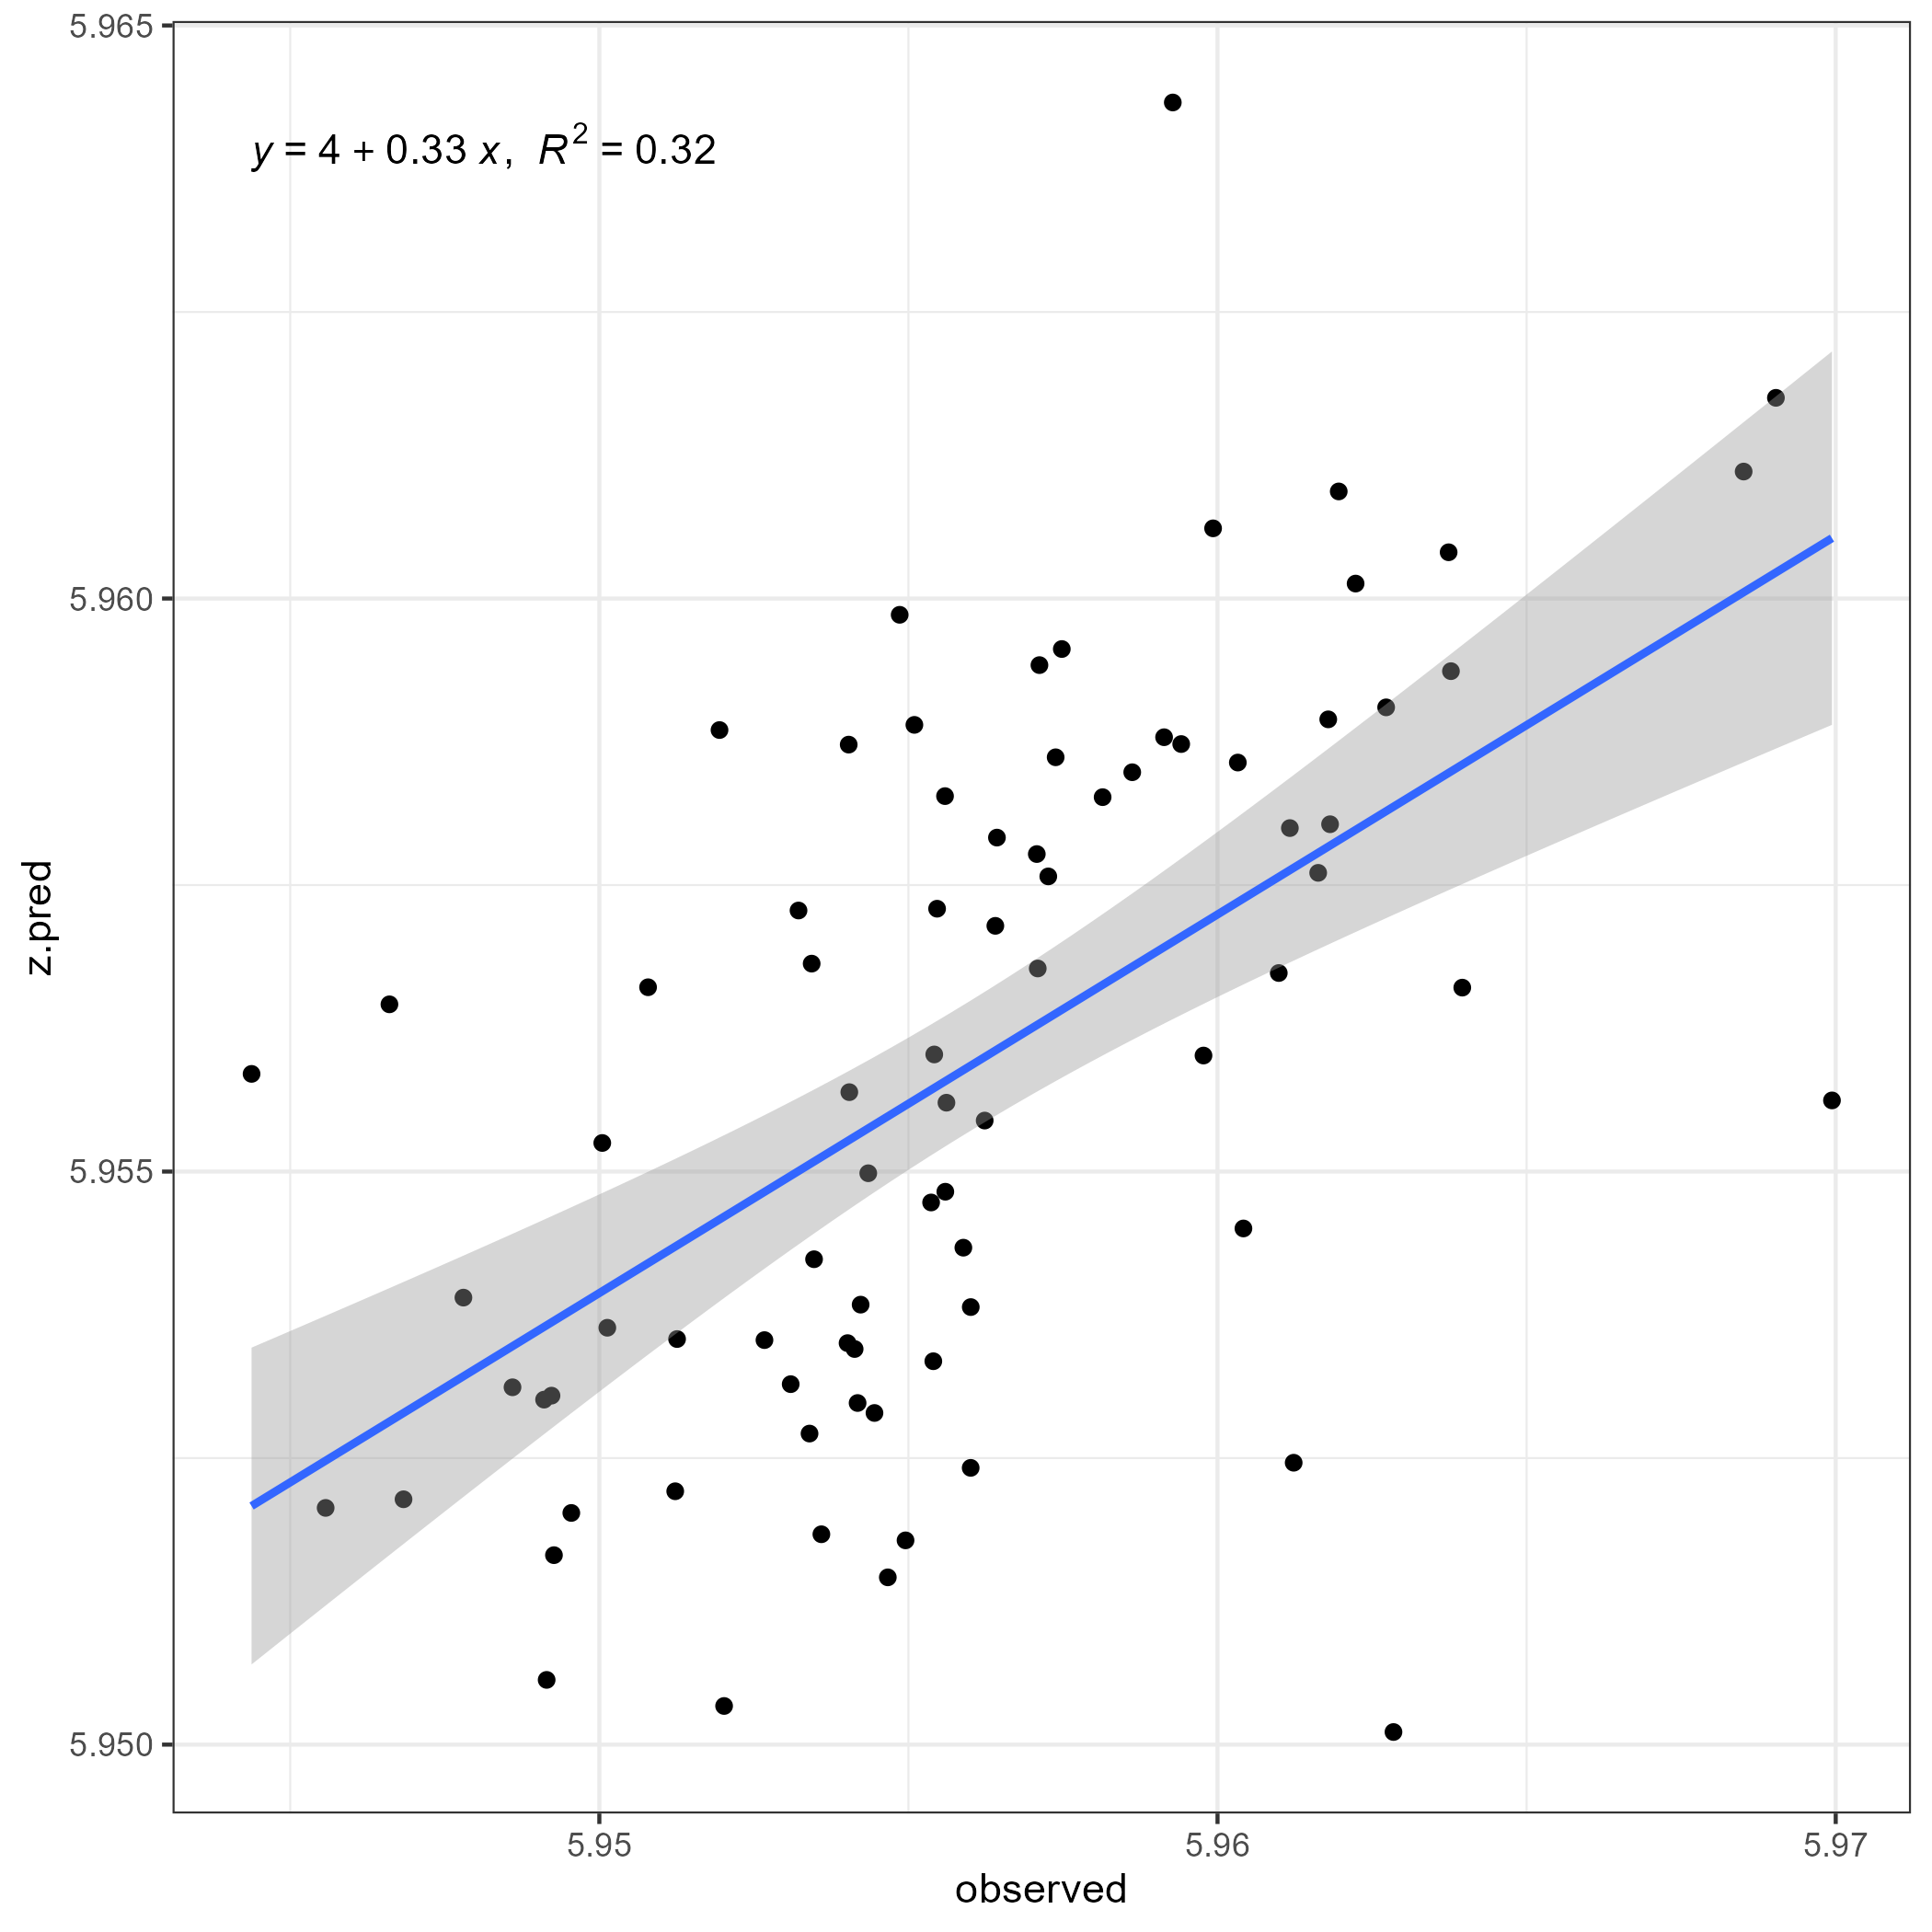 5.965
y = 4 + 0.33 x, R² = 0.32
5.960
z.pred
5.955
5.950
5.95 5.96 5.97
observed